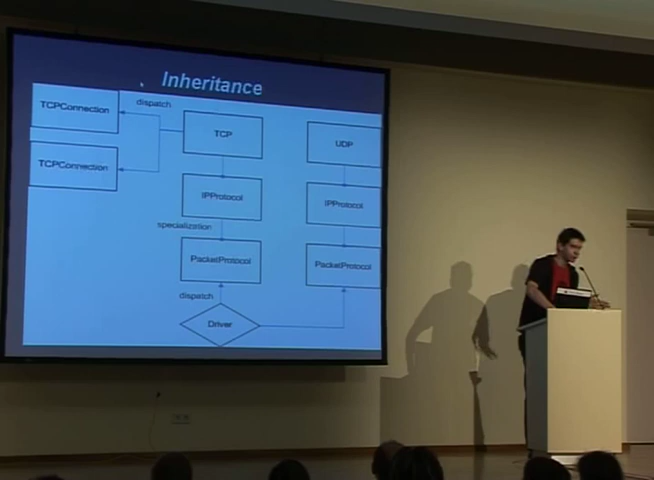 Inheritance
TCPConnection
dispatch
TCP
UDP
TCPConnection
IPProtocol
IPProtocol
specialization
PacketProtocol
PacketProtocol
dispatch
Driver